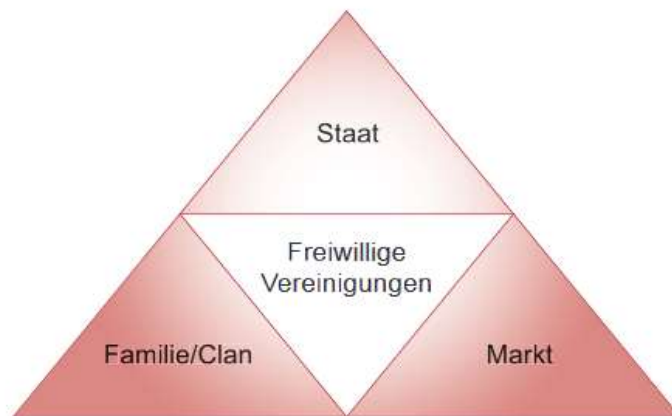 Staat
Freiwillige
Vereinigungen
Familie/Clan
Markt